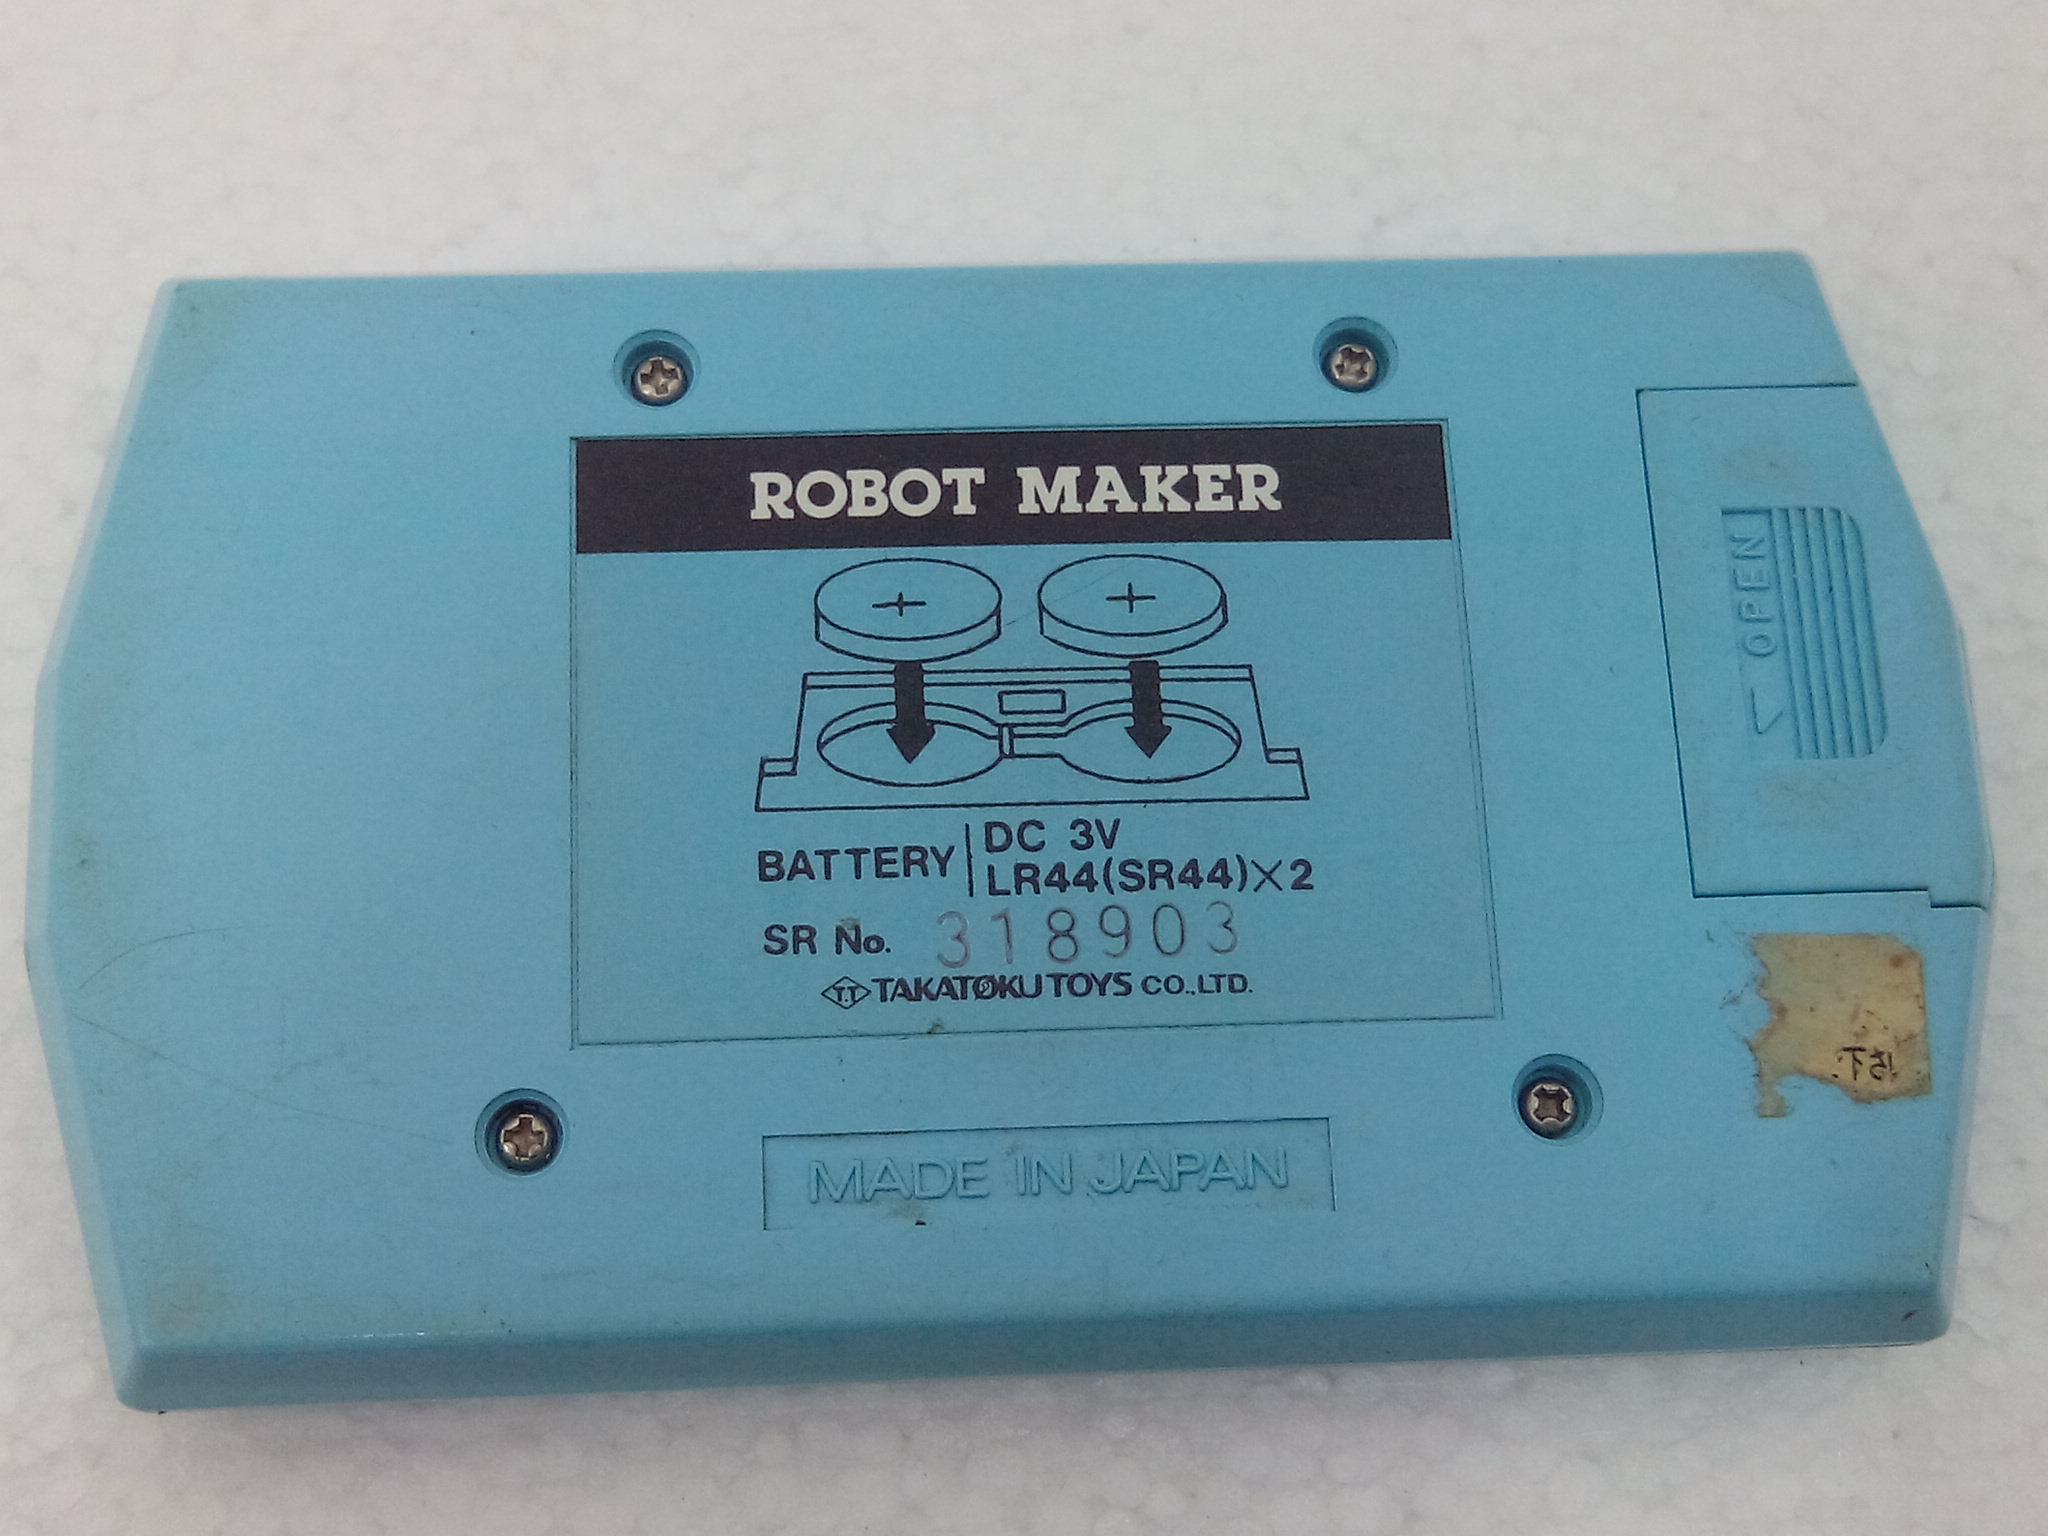 ROBOT MAKER
+ +
OPEN
BATTERY DC 3V
LR44(SR44)×2
SR No. 318903
T.T TAKATOKU TOYS CO.,LTD.
MADE IN JAPAN